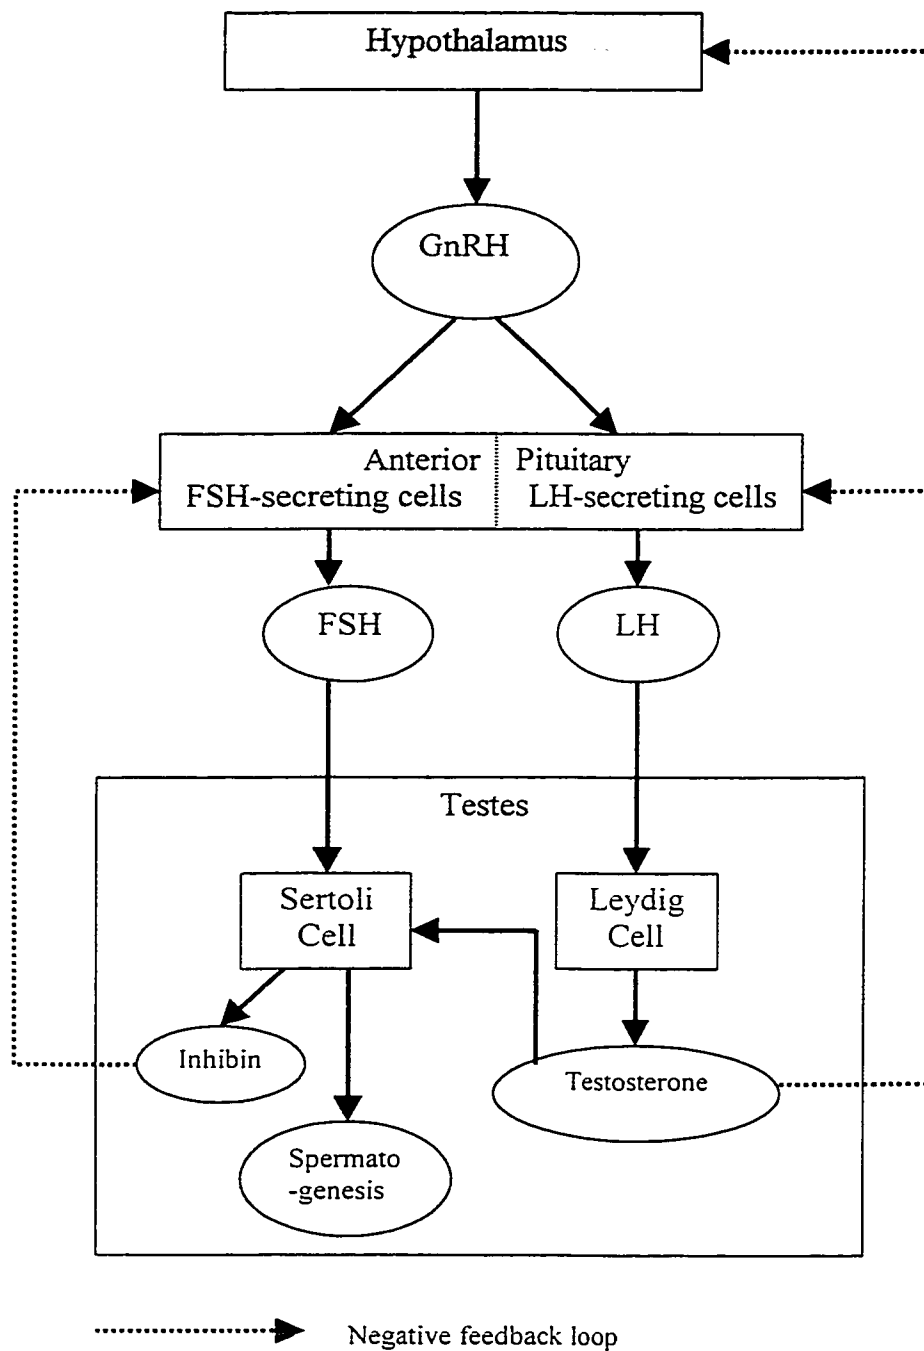 Hypothalamus
GnRH
Anterior Pituitary
FSH-secreting cells LH-secreting cells
FSH
LH
Testes
Sertoli
Cell
Leydig
Cell
Inhibin
Testosterone
Spermato
-genesis
Negative feedback loop